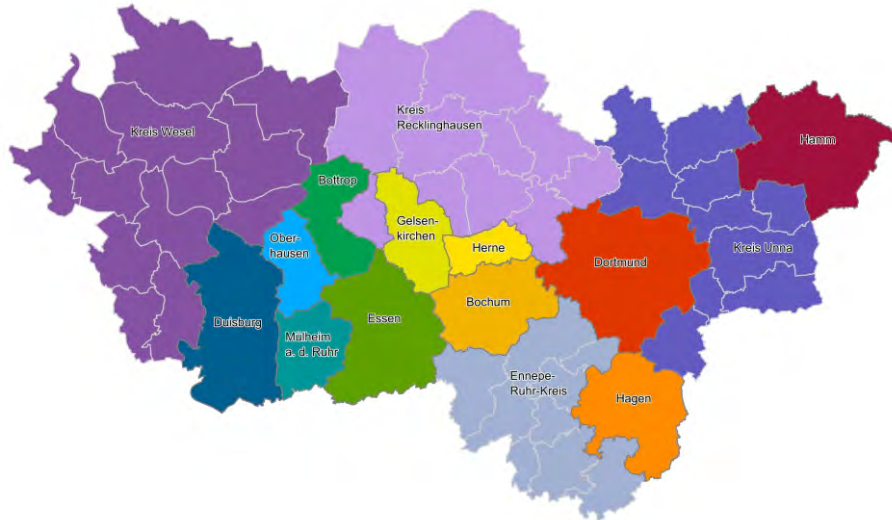 Kreis
Recklinghausen
Kreis Wesel
Hamm
Bottrop
Gelsen-
kirchen
Ober-
hausen
Herne
Kreis Unna
Dortmund
Bochum
Duisburg
Essen
Mülheim
a. d. Ruhr
Ennepe-
Ruhr-Kreis
Hagen